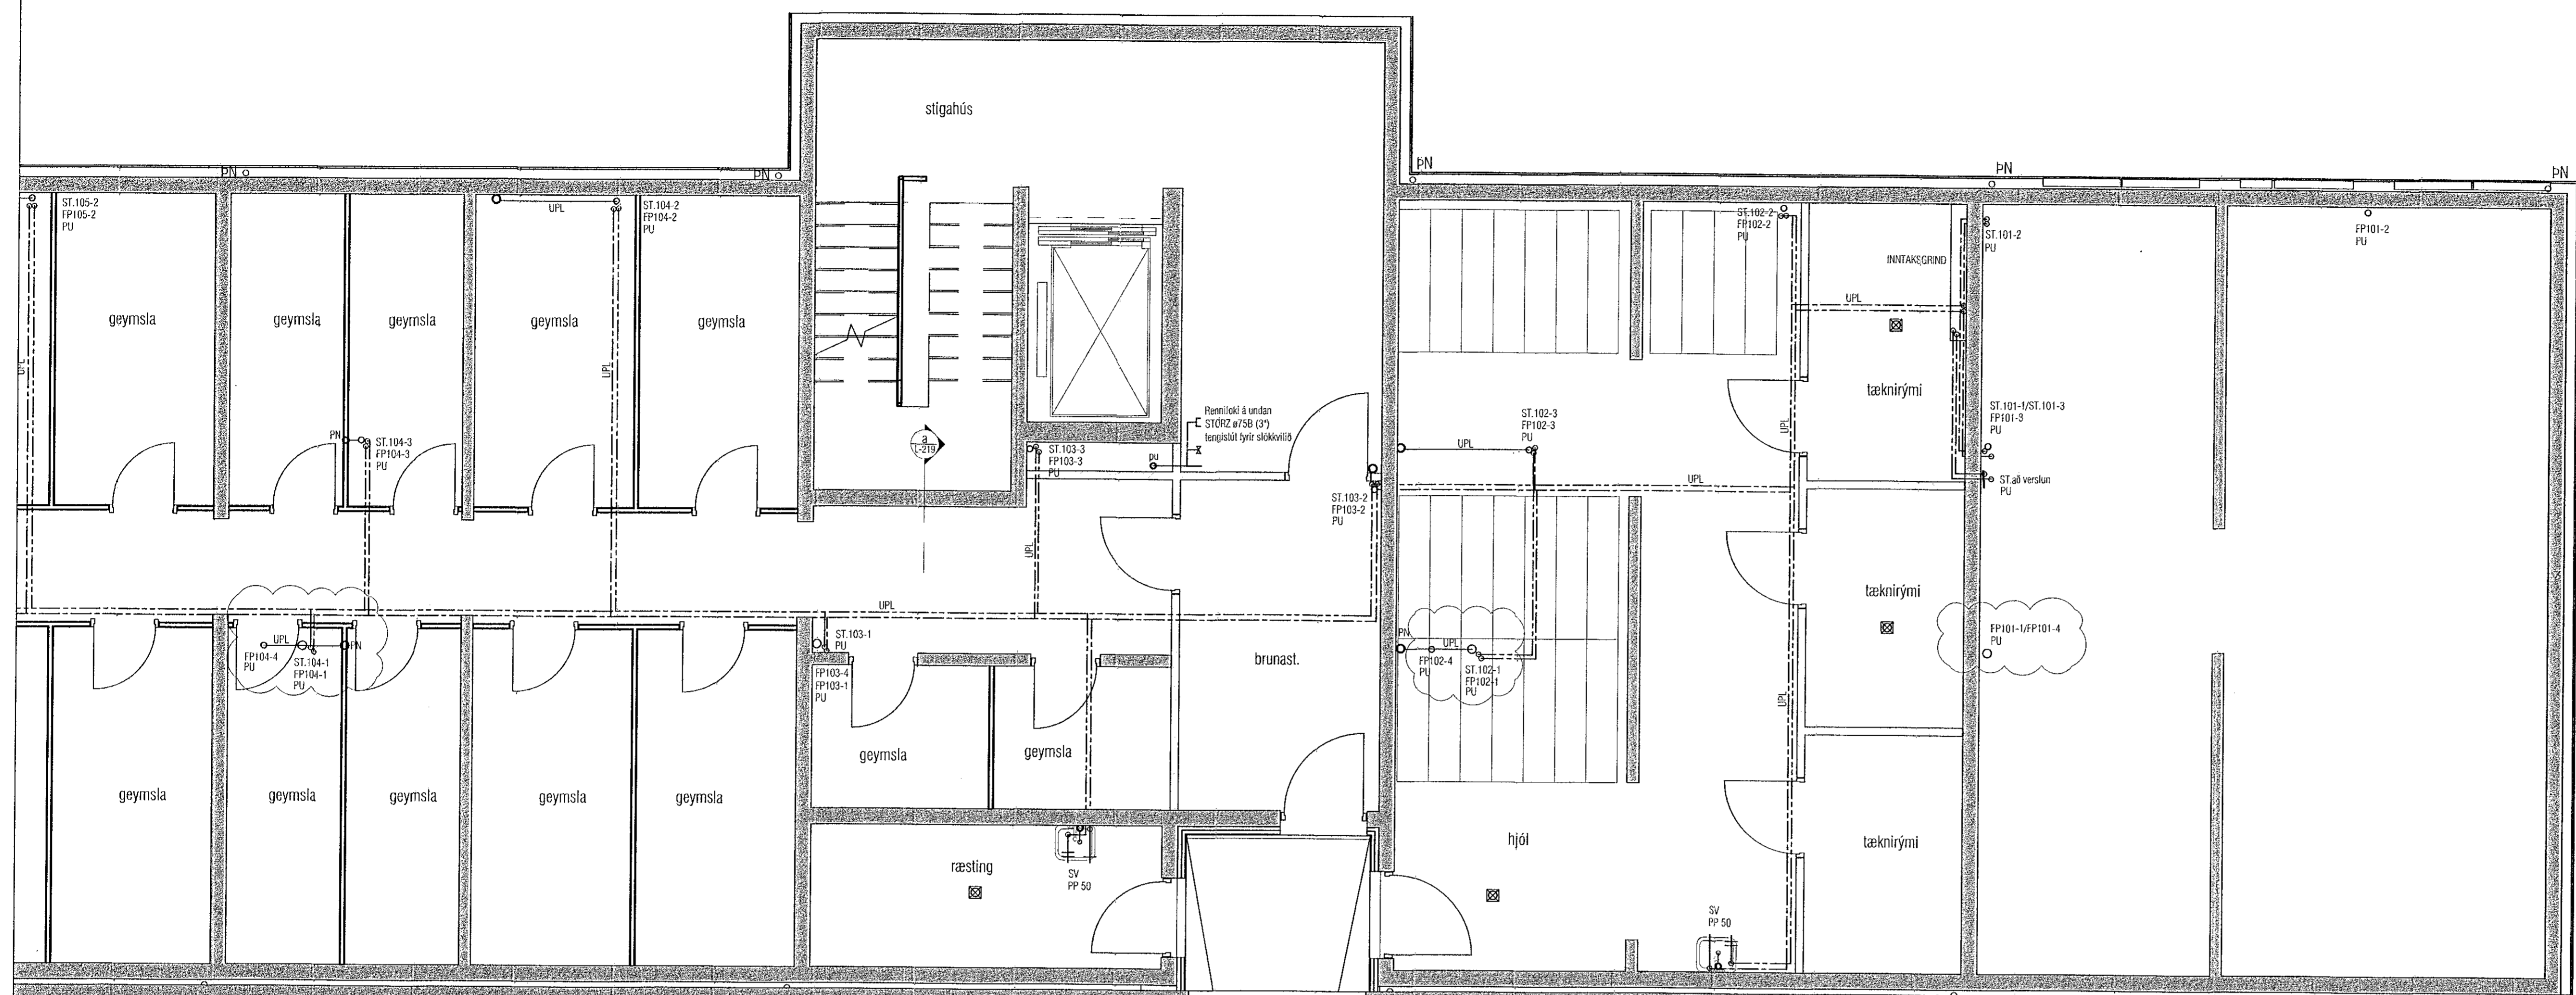 stigahús
ÞN
ÞN
ÞN
ÞN
ÞN
ST.105-2
FP105-2
PU
UPL
ST.104-2
FP104-2
PU
ST.102-2
FP102-2
PU
ST.101-2
PU
FP101-2
PU
INNTAKSGRIND
UPL
geymsla
geymsla
geymsla
geymsla
geymsla
UPL
UPL
tæknirými
Renniloki á undan
STORZ ø75B (3")
tengistút fyrir slökkvilið
ST.102-3
FP102-3
PU
ST.101-1/ST.101-3
FP101-3
PU
PN
ST.104-3
FP104-3
PU
a
L-219
ST.103-3
FP103-3
PU
pu
UPL
UPL
UPL
ST.að verslun
PU
ST.103-2
FP103-2
PU
UPL
UPL
tæknirými
UPL
PN
FP104-4
PU
ST.104-1
FP104-1
PU
ST.103-1
PU
FP103-4
FP103-1
PU
brunast.
PN
UPL
FP102-4
PU
ST.102-1
FP102-1
PU
FP101-1/FP101-4
PU
UPL
geymsla
geymsla
geymsla
geymsla
geymsla
geymsla
geymsla
hjól
tæknirými
ræsting
SV
PP 50
SV
PP 50